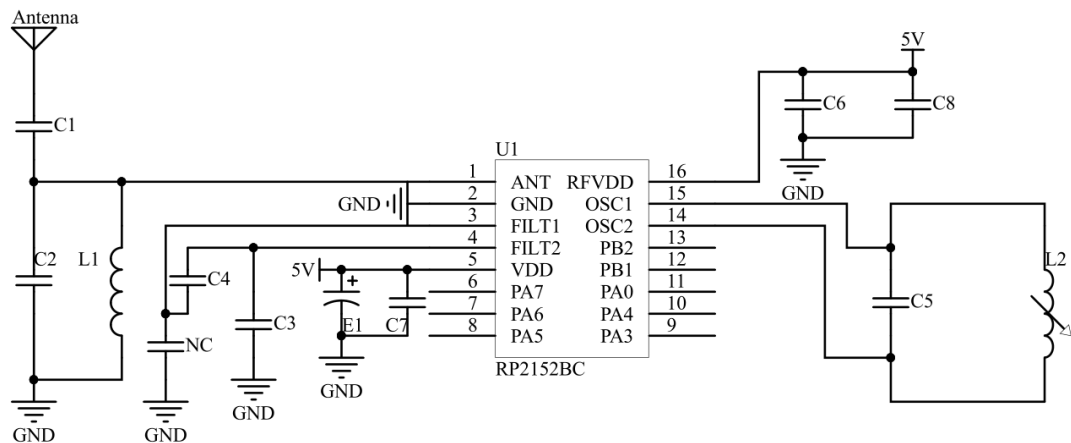 Antenna
5V
C6
C8
C1
U1
GND
1 ANT RFVDD 16
GND 2 GND OSC1 15
3 FILT1 OSC2 14
4 FILT2 PB2 13
5V 5 VDD PB1 12
6 PA7 PA0 11
7 PA6 PA4 10
8 PA5 PA3 9
C2
L1
C4
L2
C5
NC
C3
+
E1
C7
RP2152BC
GND
GND
GND
GND